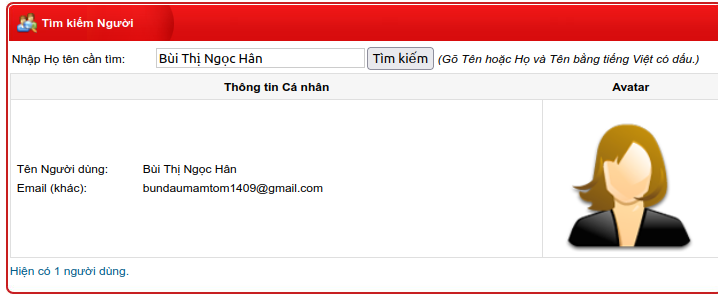 Tìm kiếm Người
Nhập Họ tên cần tìm: Bùi Thị Ngọc Hân Tìm kiếm (Gõ Tên hoặc Họ và Tên bằng tiếng Việt có dấu.)
Thông tin Cá nhân Avatar
Tên Người dùng: Bùi Thị Ngọc Hân
Email (khác): bundaumamtom1409@gmail.com
Hiện có 1 người dùng.